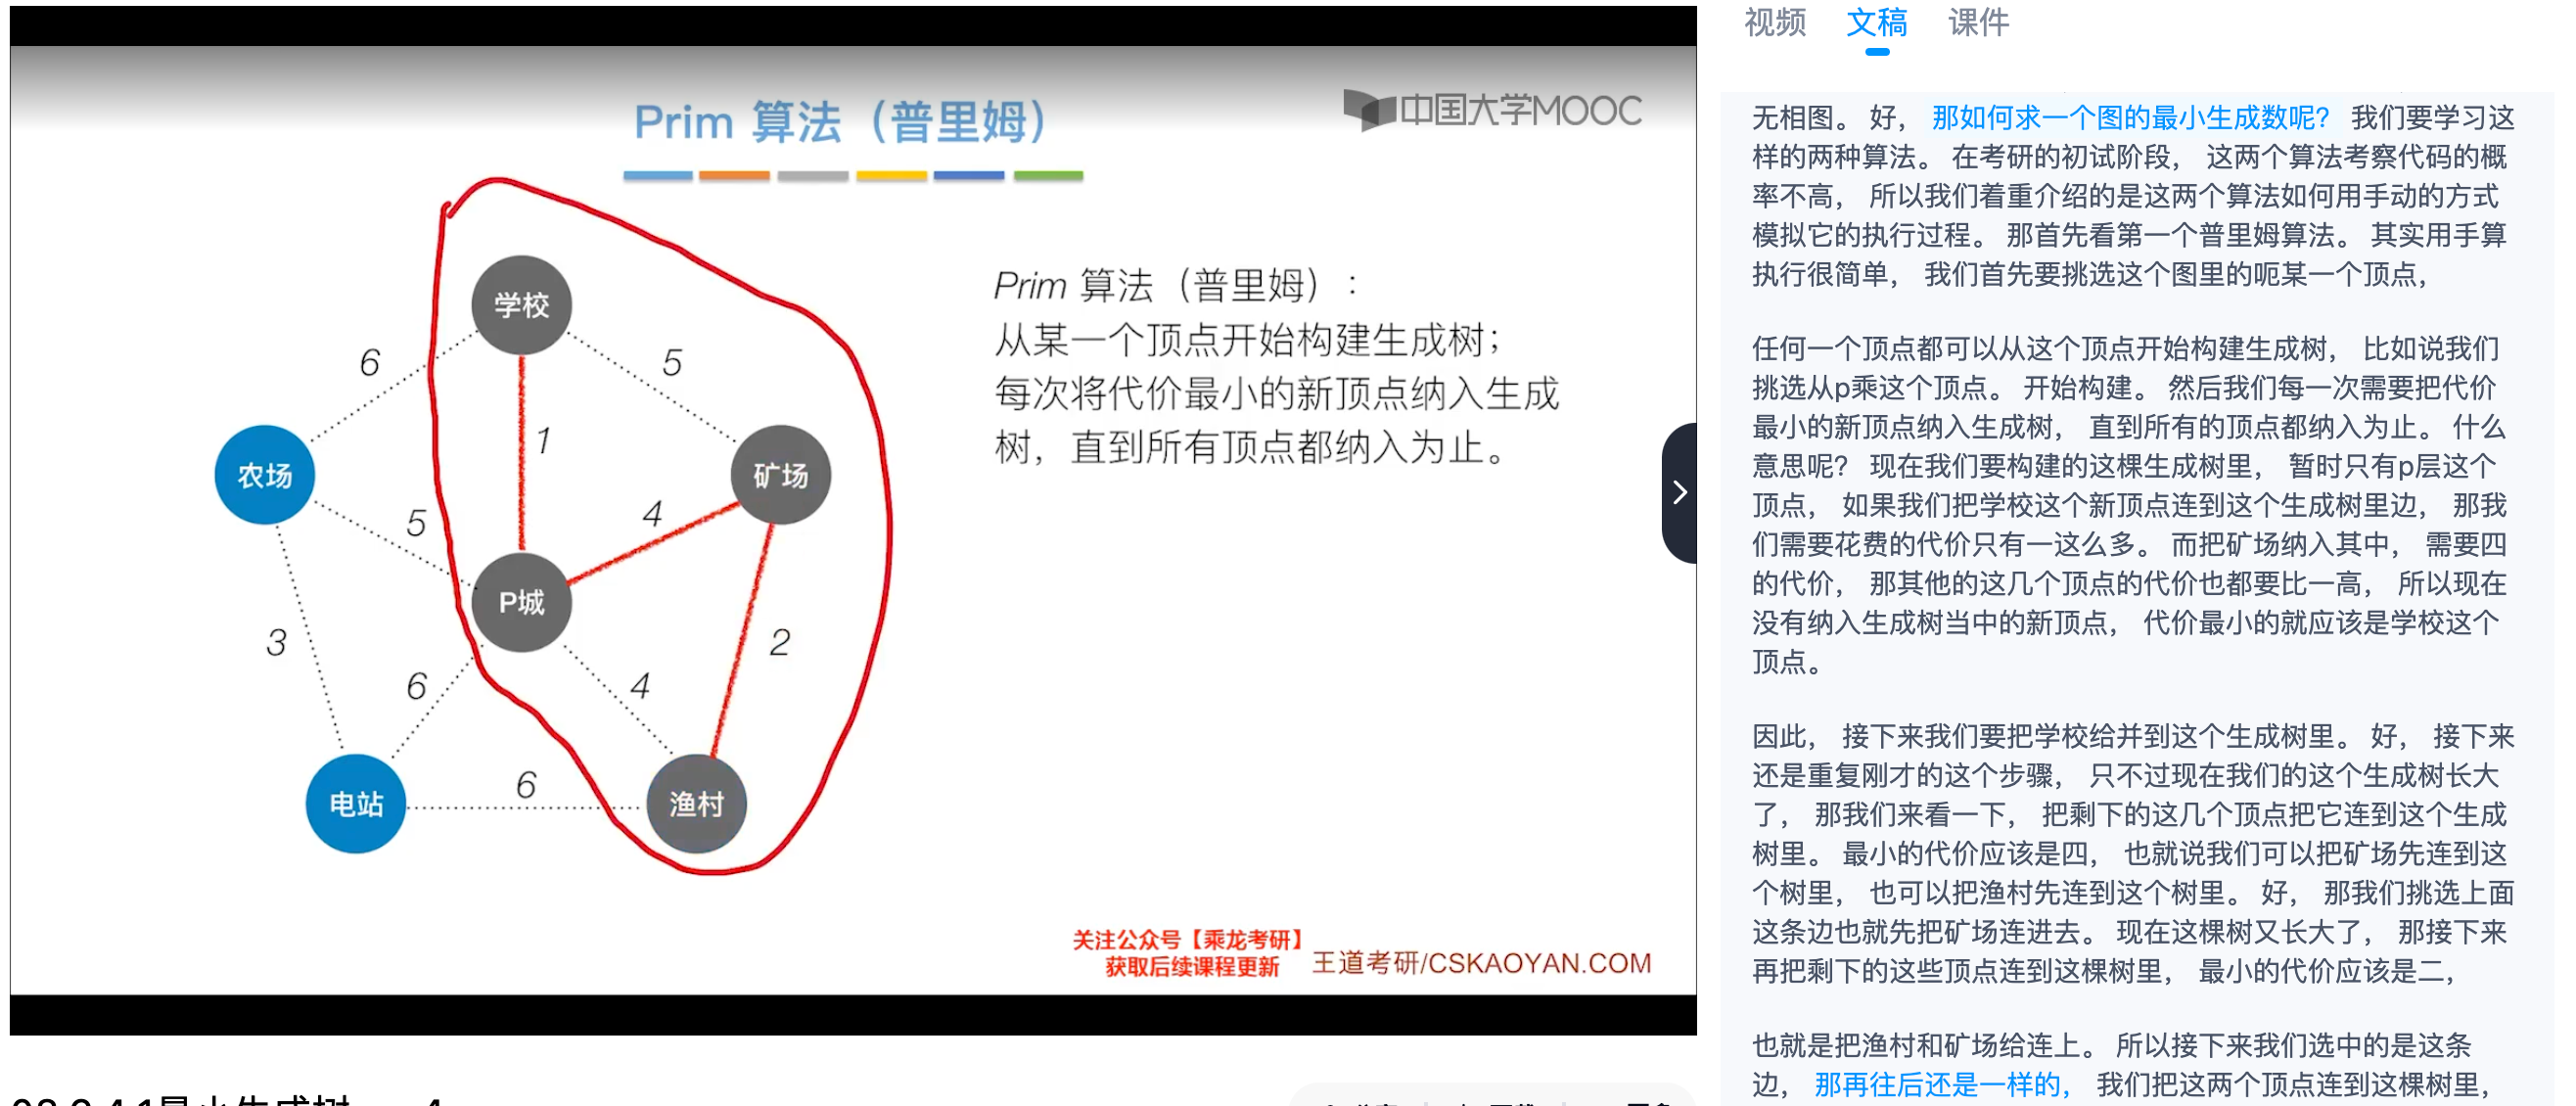 Prim 算法（普里姆）
中国大学MOOC
Prim 算法（普里姆）：
从某一个顶点开始构建生成树；
每次将代价最小的新顶点纳入生成
树，直到所有顶点都纳入为止。
学校
6
5
1
农场
矿场
5
4
P城
3
2
6
4
电站
6
渔村
关注公众号【乘龙考研】
获取后续课程更新
王道考研/CSKAOYAN.COM
视频 文稿 课件
无相图。 好， 那如何求一个图的最小生成数呢？ 我们要学习这
样的两种算法。 在考研的初试阶段， 这两个算法考察代码的概
率不高， 所以我们着重介绍的是这两个算法如何用手动的方式
模拟它的执行过程。 那首先看第一个普里姆算法。 其实用手算
执行很简单， 我们首先要挑选这个图里的呃某一个顶点，
任何一个顶点都可以从这个顶点开始构建生成树， 比如说我们
挑选从p乘这个顶点。 开始构建。 然后我们每一次需要把代价
最小的新顶点纳入生成树， 直到所有的顶点都纳入为止。 什么
意思呢？ 现在我们要构建的这棵生成树里， 暂时只有p层这个
顶点， 如果我们把学校这个新顶点连到这个生成树里边， 那我
们需要花费的代价只有一这么多。 而把矿场纳入其中， 需要四
的代价， 那其他的这几个顶点的代价也都要比一高， 所以现在
没有纳入生成树当中的新顶点， 代价最小的就应该是学校这个
顶点。
因此， 接下来我们要把学校给并到这个生成树里。 好， 接下来
还是重复刚才的这个步骤， 只不过现在我们的这个生成树长大
了， 那我们来看一下， 把剩下的这几个顶点把它连到这个生成
树里。 最小的代价应该是四， 也就说我们可以把矿场先连到这
个树里， 也可以把渔村先连到这个树里。 好， 那我们挑选上面
这条边也就先把矿场连进去。 现在这棵树又长大了， 那接下来
再把剩下的这些顶点连到这棵树里， 最小的代价应该是二，
也就是把渔村和矿场给连上。 所以接下来我们选中的是这条
边， 那再往后还是一样的， 我们把这两个顶点连到这棵树里，